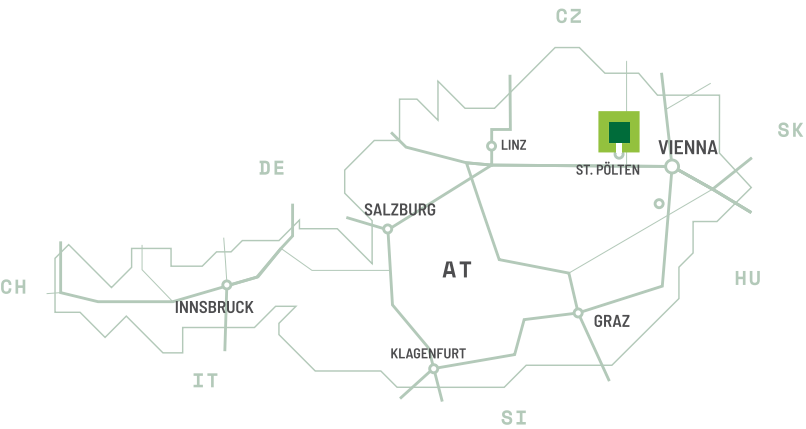 CZ
SK
LINZ
VIENNA
DE
ST. PÖLTEN
SALZBURG
AT
HU
CH
INNSBRUCK
GRAZ
KLAGENFURT
IT
SI